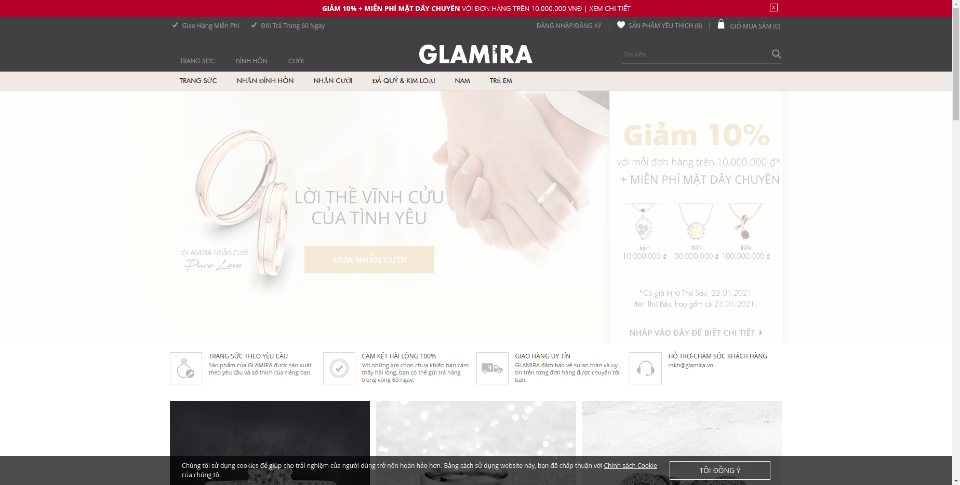 GIẢM 10% + MIỄN PHÍ MẶT DÂY CHUYỀN VỚI ĐƠN HÀNG TRÊN 10.000.000 VNĐ | XEM CHI TIẾT
x
Giao Hàng Miễn Phí
Đổi Trả Trong 60 Ngày
ĐĂNG NHẬP/ĐĂNG KÝ
SẢN PHẨM YÊU THÍCH (0)
GIỎ MUA SẮM (0)
TRANG SỨC
ĐÍNH HÔN
CƯỚI
GLAMIRA
Tìm kiếm
TRANG SỨC
NHẪN ĐÍNH HÔN
NHẪN CƯỚI
ĐÁ QUÝ & KIM LOẠI
NAM
TRẺ EM
LỜI THỀ VĨNH CỬU
CỦA TÌNH YÊU
GLAMIRA Nhẫn Cưới
Pure Love
MUA NHẪN CƯỚI
Giảm 10%
với mỗi đơn hàng trên 10.000.000 ₫*
+ MIỄN PHÍ MẶT DÂY CHUYỀN
trên
trên
trên
10.000.000 ₫
30.000.000 ₫
100.000.000 ₫
*Có giá trị từ Thứ Sáu, 22.01.2021
đến Thứ Bảy, bao gồm cả 23.01.2021.
NHẤP VÀO ĐÂY ĐỂ BIẾT CHI TIẾT
TRANG SỨC THEO YÊU CẦU
Sản phẩm của GLAMIRA được sản xuất
theo yêu cầu và sở thích của riêng bạn.
CAM KẾT HÀI LÒNG 100%
Với những lựa chọn chưa khiến bạn cảm
thấy hài lòng, bạn có thể gửi trả hàng
trong vòng 60 ngày.
GIAO HÀNG UY TÍN
GLAMIRA đảm bảo về sự an toàn và uy
tín trên từng đơn hàng được chuyển tới
bạn.
HỖ TRỢ-CHĂM SÓC KHÁCH HÀNG
cskh@glamira.vn
Chúng tôi sử dụng cookies để giúp cho trải nghiệm của người dùng trở nên hoàn hảo hơn. Bằng cách sử dụng website này, bạn đã chấp thuận với Chính sách Cookie
của chúng tô
TÔI ĐỒNG Ý